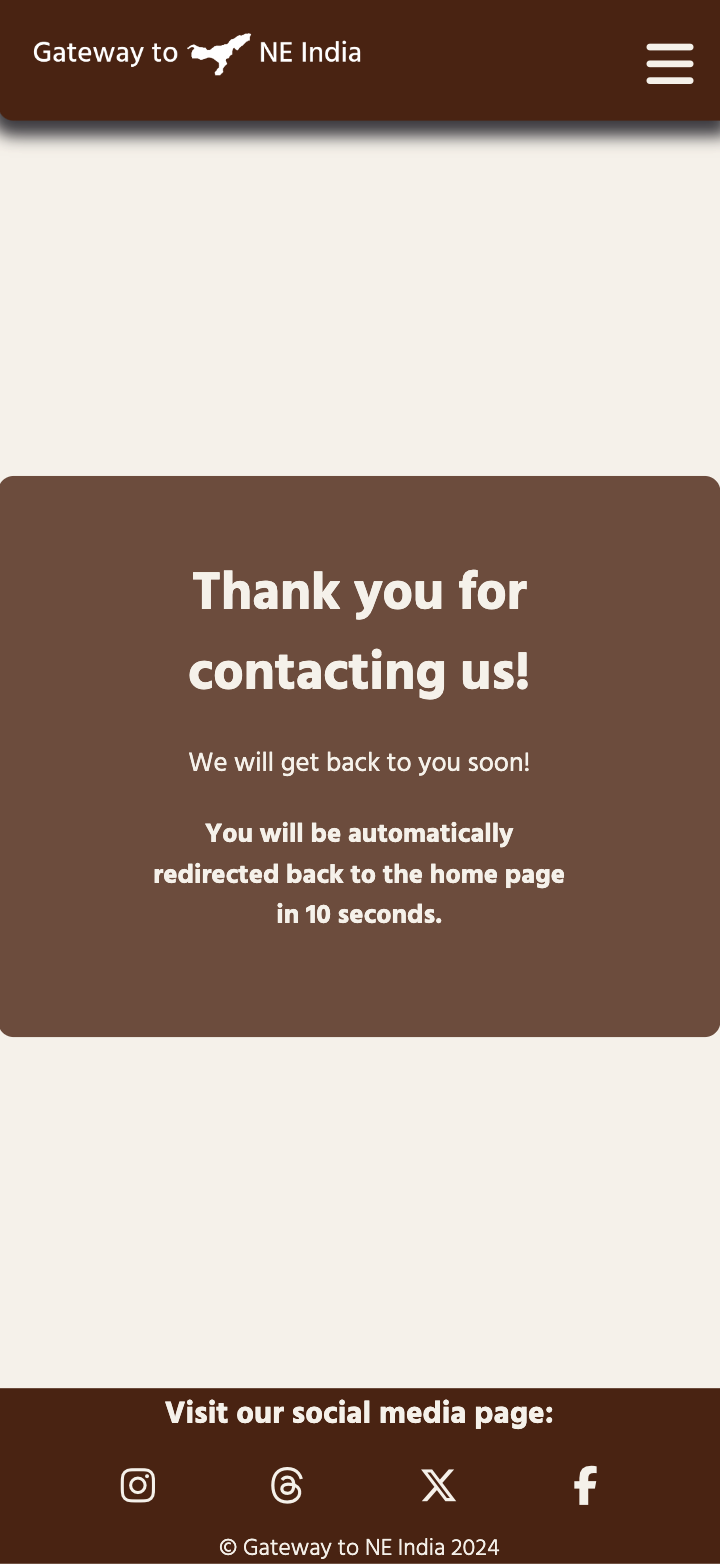 Gateway to NE India
Thank you for
contacting us!
We will get back to you soon!
You will be automatically
redirected back to the home page
in 10 seconds.
Visit our social media page:
© Gateway to NE India 2024